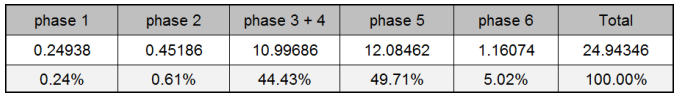 phase 1 phase 2 phase 3 + 4 phase 5 phase 6 Total
0.24938 0.45186 10.99686 12.08462 1.16074 24.94346
0.24% 0.61% 44.43% 49.71% 5.02% 100.00%